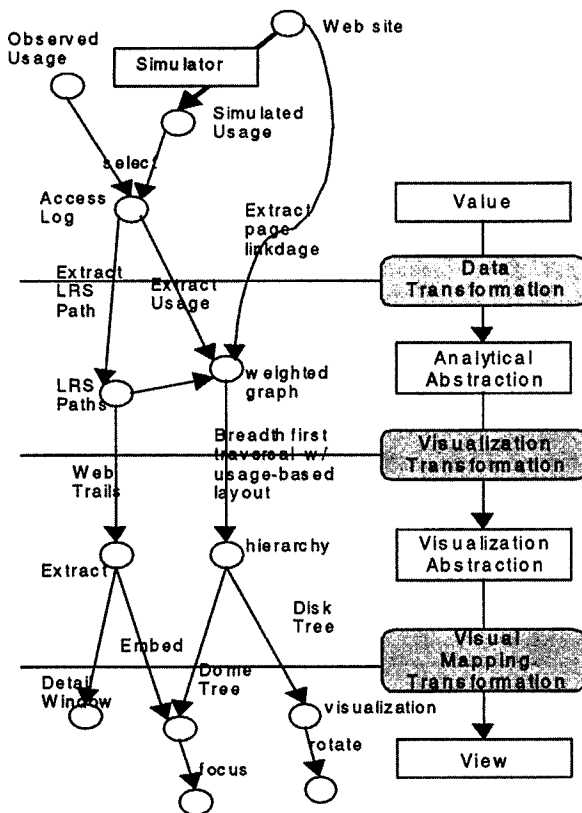 Web site
Observed
Usage
Simulator
Simulated
Usage
select
Access
Log
Extract
page
linkdage
Value
Extract
LRS
Path
Extract
Usage
Data
Transformation
LRS
Paths
weighted
graph
Analytical
Abstraction
Breadth first
traversal w/
usage-based
layout
Web
Trails
Visualization
Transformation
Extract
hierarchy
Visualization
Abstraction
Disk
Tree
Embed
Dome
Tree
Detail
Window
Visual
Mapping
Transformation
visualization
rotate
focus
View